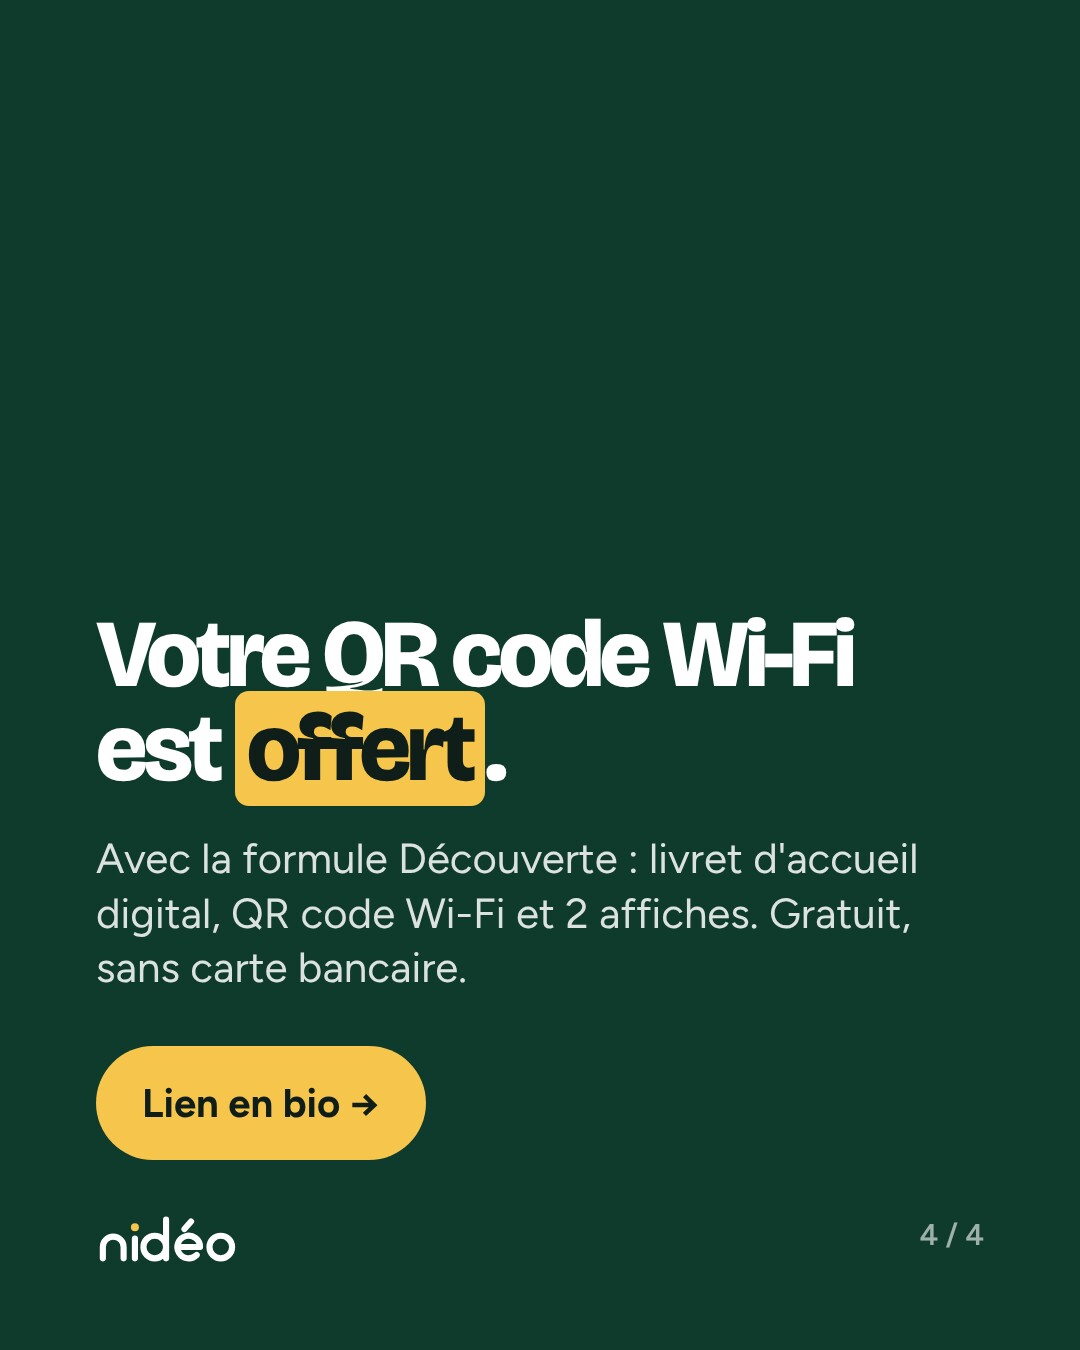 Votre QR code Wi-Fi
est offert.
Avec la formule Découverte : livret d'accueil
digital, QR code Wi-Fi et 2 affiches. Gratuit,
sans carte bancaire.
Lien en bio →
nidéo
4 / 4